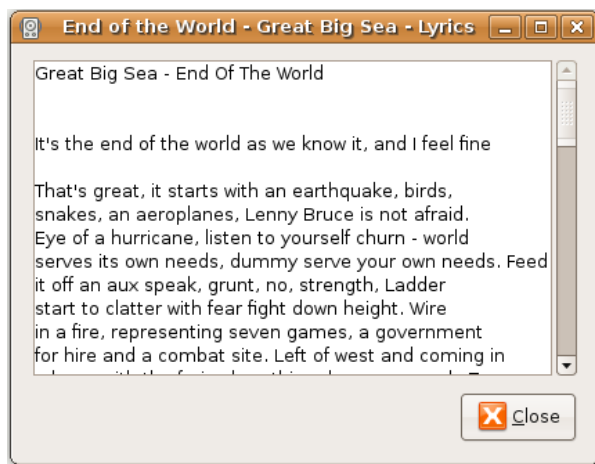 End of the World - Great Big Sea - Lyrics
Great Big Sea - End Of The World
It's the end of the world as we know it, and I feel fine
That's great, it starts with an earthquake, birds,
snakes, an aeroplanes, Lenny Bruce is not afraid.
Eye of a hurricane, listen to yourself churn - world
serves its own needs, dummy serve your own needs. Feed
it off an aux speak, grunt, no, strength, Ladder
start to clatter with fear fight down height. Wire
in a fire, representing seven games, a government
for hire and a combat site. Left of west and coming in
Close